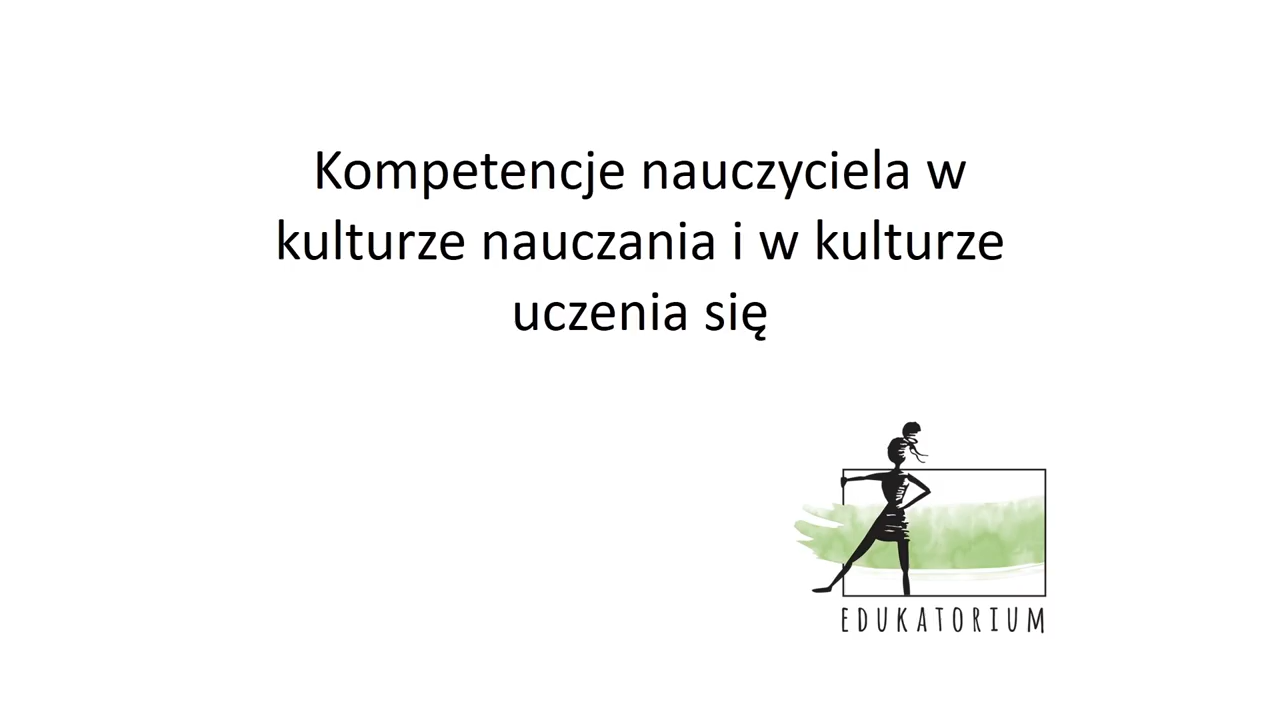 Kompetencje nauczyciela w
kulturze nauczania i w kulturze
uczenia się
EDUKATORIUM